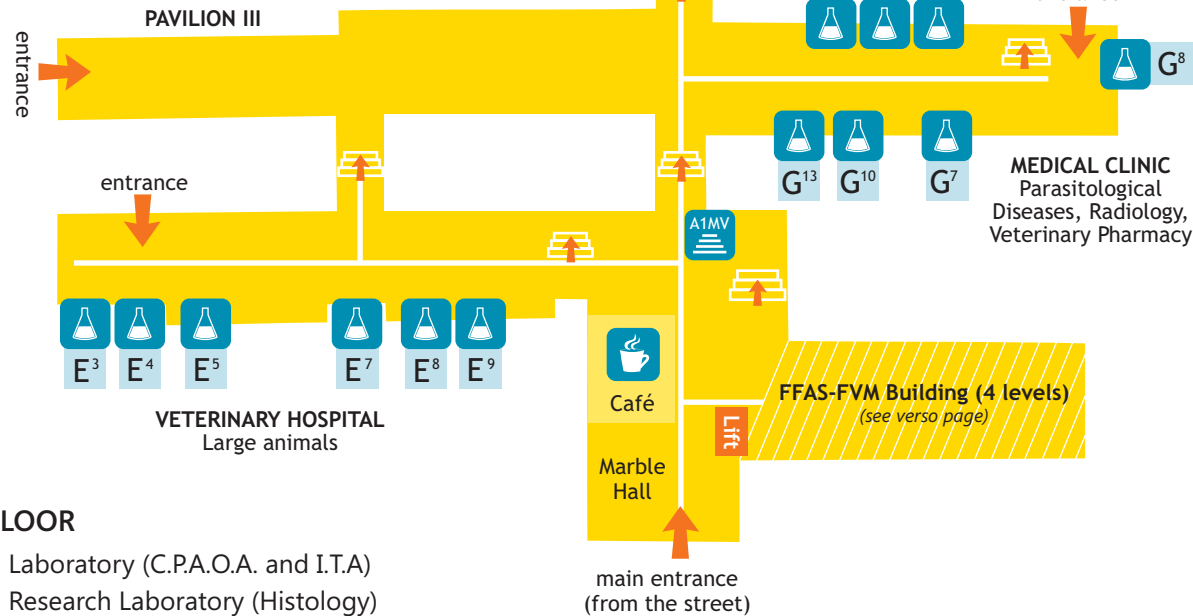 PAVILION III
entrance
G⁸
entrance
G¹³
G¹⁰
G⁷
MEDICAL CLINIC
Parasitological
Diseases, Radiology,
Veterinary Pharmacy
A1MV
E³
E⁴
E⁵
E⁷
E⁸
E⁹
VETERINARY HOSPITAL
Large animals
Café
FFAS-FVM Building (4 levels)
(see verso page)
Lift
Marble
Hall
LOOR
Laboratory (C.P.A.O.A. and I.T.A)
Research Laboratory (Histology)
main entrance
(from the street)